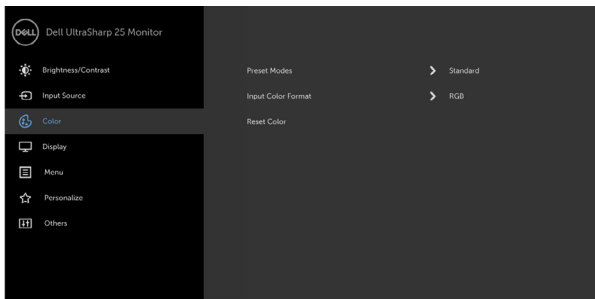 DELL Dell UltraSharp 25 Monitor
Brightness/Contrast
Input Source
Color
Display
Menu
Personalize
Others
Preset Modes Standard
Input Color Format RGB
Reset Color